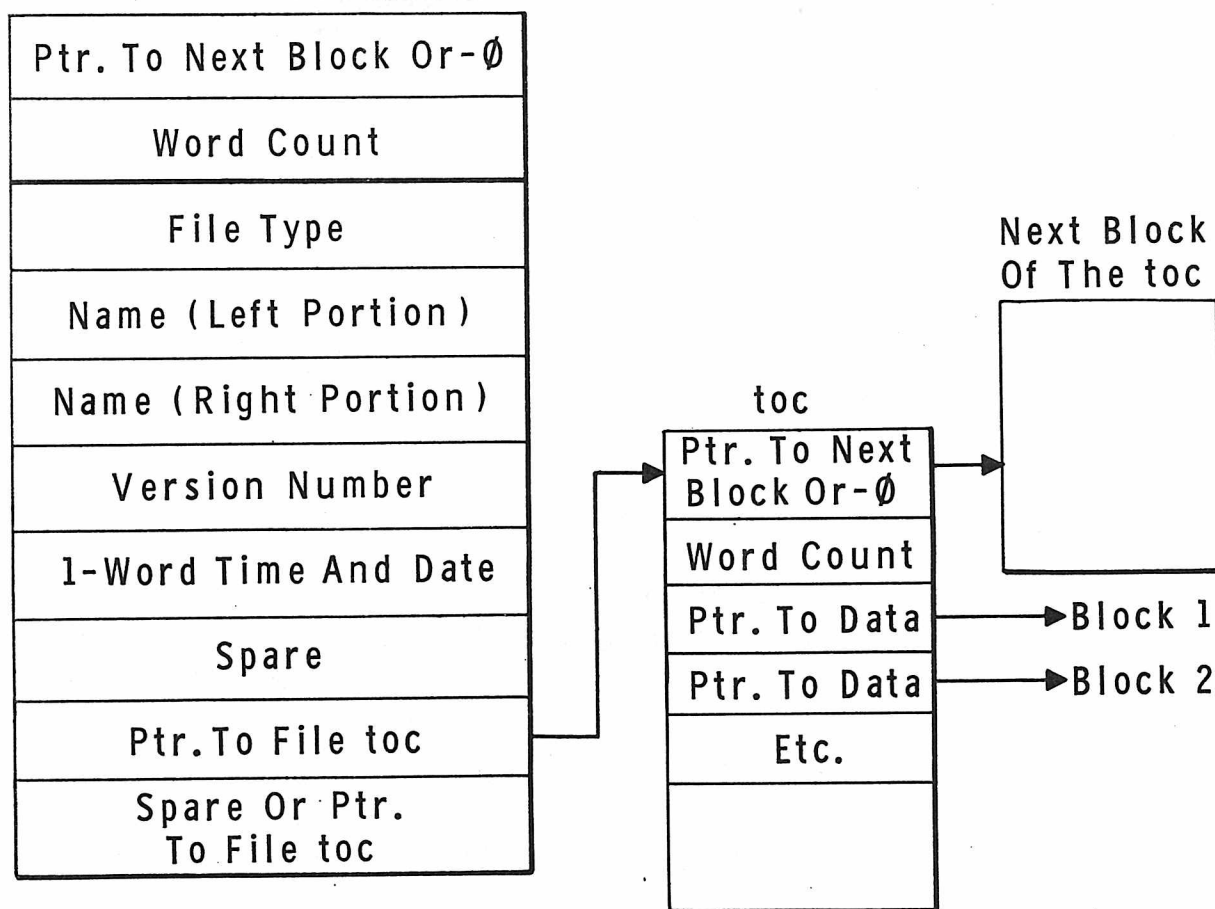 Ptr. To Next Block Or-Ø
Word Count
File Type
Name (Left Portion)
Name (Right Portion)
Version Number
1-Word Time And Date
Spare
Ptr. To File toc
Spare Or Ptr.
To File toc
toc
Ptr. To Next
Block Or-Ø
Word Count
Ptr. To Data
Ptr. To Data
Etc.
Next Block
Of The toc
Block 1
Block 2